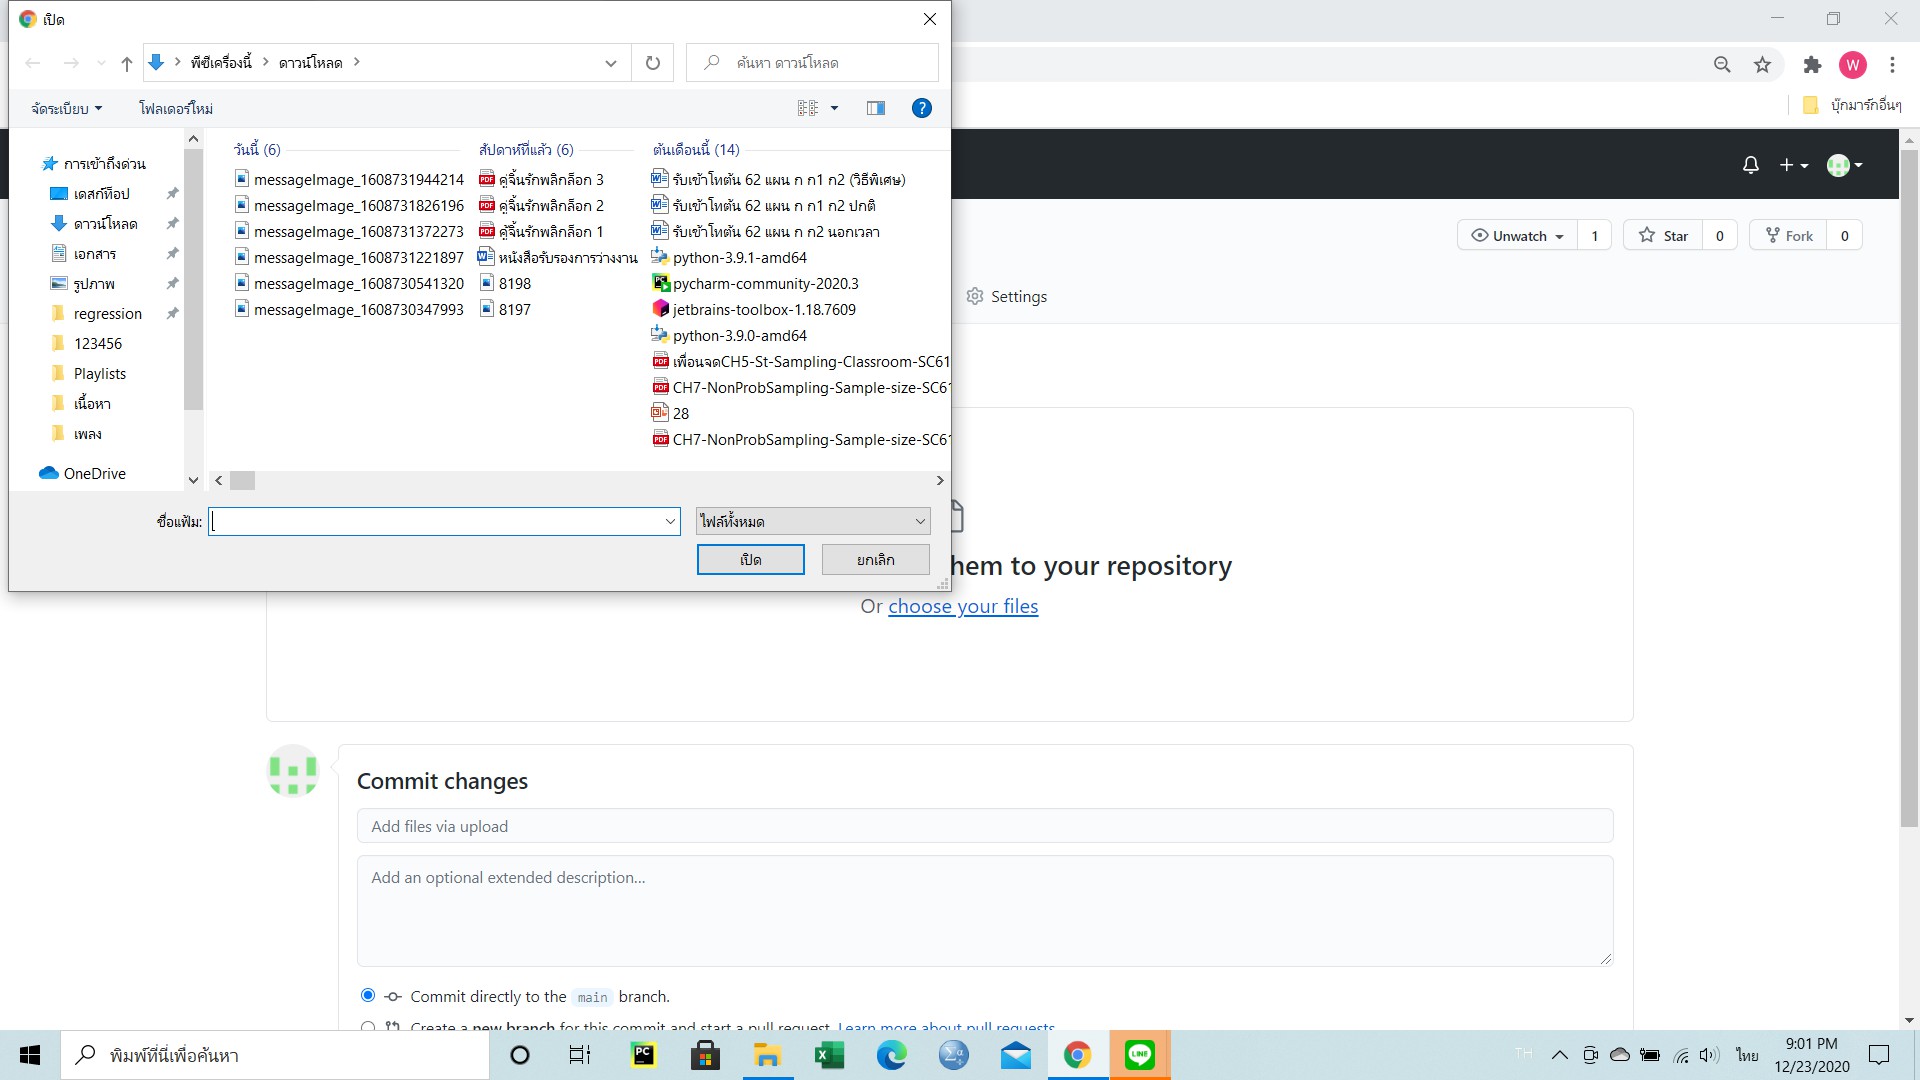 เปิด
พีซีเครื่องนี้
ดาวน์โหลด
ค้นหา ดาวน์โหลด
W
จัดระเบียบ
โฟลเดอร์ใหม่
?
บุ๊กมาร์กอื่นๆ
การเข้าถึงด่วน
เดสก์ท็อป
ดาวน์โหลด
เอกสาร
รูปภาพ
regression
123456
Playlists
เนื้อหา
เพลง
OneDrive
วันนี้ (6)
messageImage_1608731944214
messageImage_1608731826196
messageImage_1608731372273
messageImage_1608731221897
messageImage_1608730541320
messageImage_1608730347993
สัปดาห์ที่แล้ว (6)
คู่จิ้นรักพลิกล็อก 3
คู่จิ้นรักพลิกล็อก 2
คู่จิ้นรักพลิกล็อก 1
หนังสือรับรองการว่างงาน
8198
8197
ต้นเดือนนี้ (14)
รับเข้าโทต้น 62 แผน ก ก1 ก2 (วิธีพิเศษ)
รับเข้าโทต้น 62 แผน ก ก1 ก2 ปกติ
รับเข้าโทต้น 62 แผน ก ก2 นอกเวลา
python-3.9.1-amd64
pycharm-community-2020.3
jetbrains-toolbox-1.18.7609
python-3.9.0-amd64
เพื่อนจดCH5-St-Sampling-Classroom-SC61
CH7-NonProbSampling-Sample-size-SC61
28
CH7-NonProbSampling-Sample-size-SC61
ชื่อแฟ้ม:
ไฟล์ทั้งหมด
เปิด
ยกเลิก
Unwatch 1
Star 0
Fork 0
Settings
hem to your repository
Or choose your files
Commit changes
Add files via upload
Add an optional extended description...
Commit directly to the main branch.
Create a new branch for this commit and start a pull request. Learn more about pull requests.
พิมพ์ที่นี่เพื่อค้นหา
PC
LINE
TH
ไทย
9:01 PM
12/23/2020